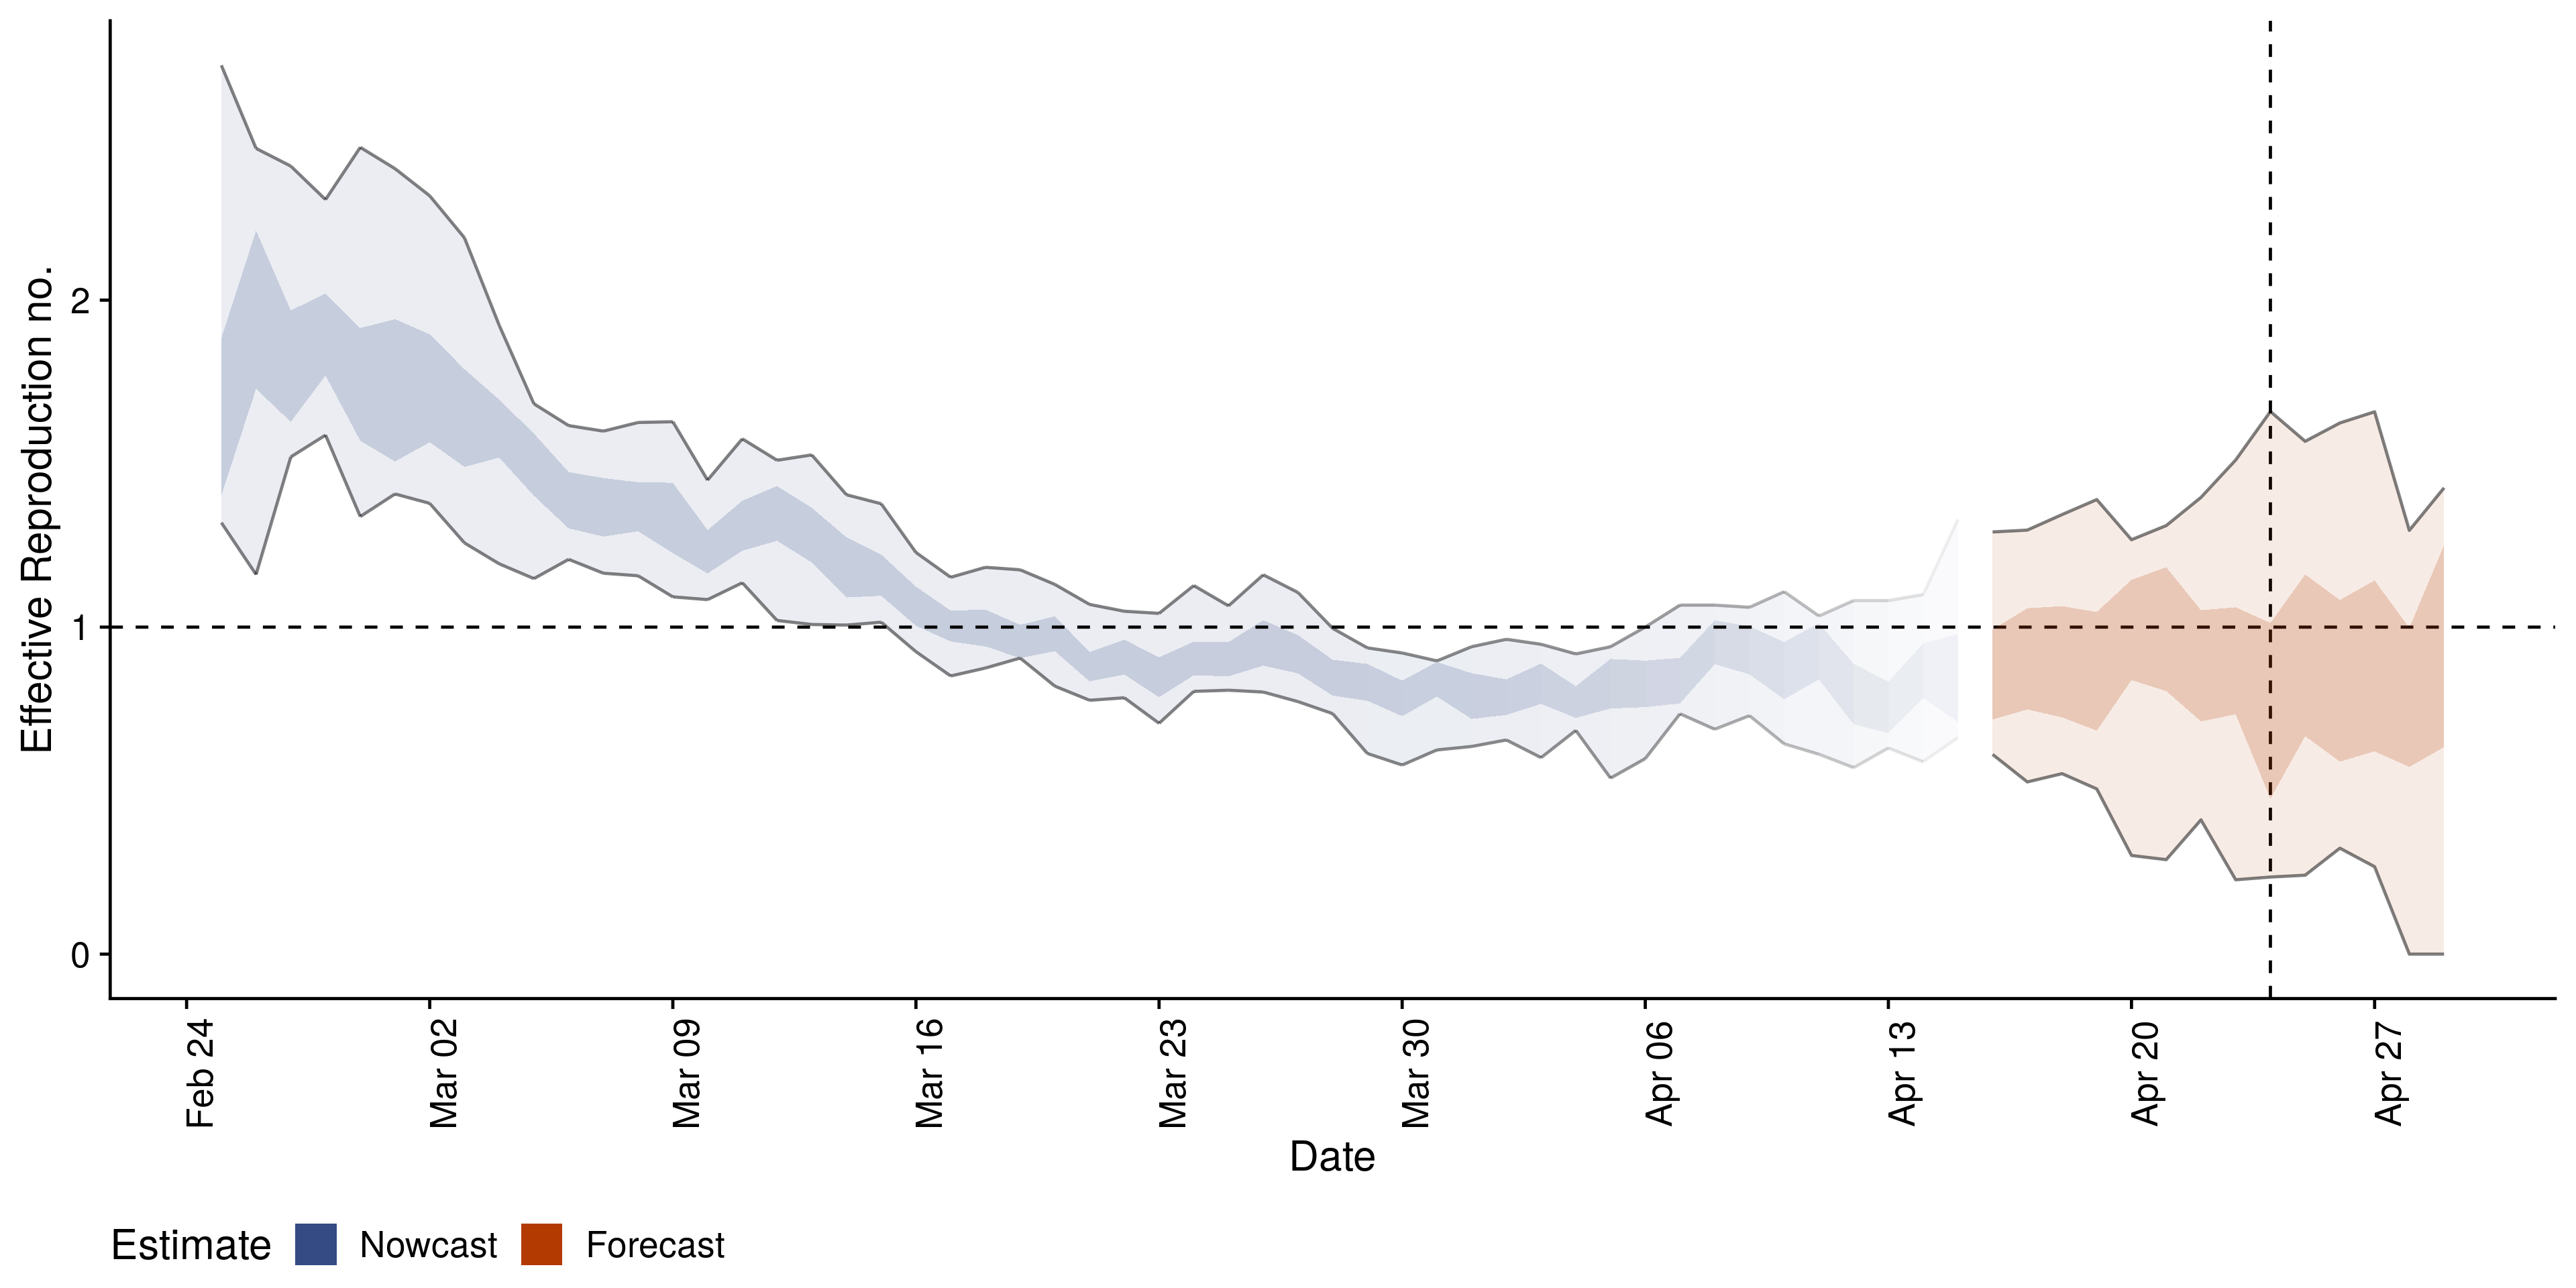 Effective Reproduction no.
2
1
0
Feb 24
Mar 02
Mar 09
Mar 16
Mar 23
Mar 30
Apr 06
Apr 13
Apr 20
Apr 27
Date
Estimate Nowcast Forecast